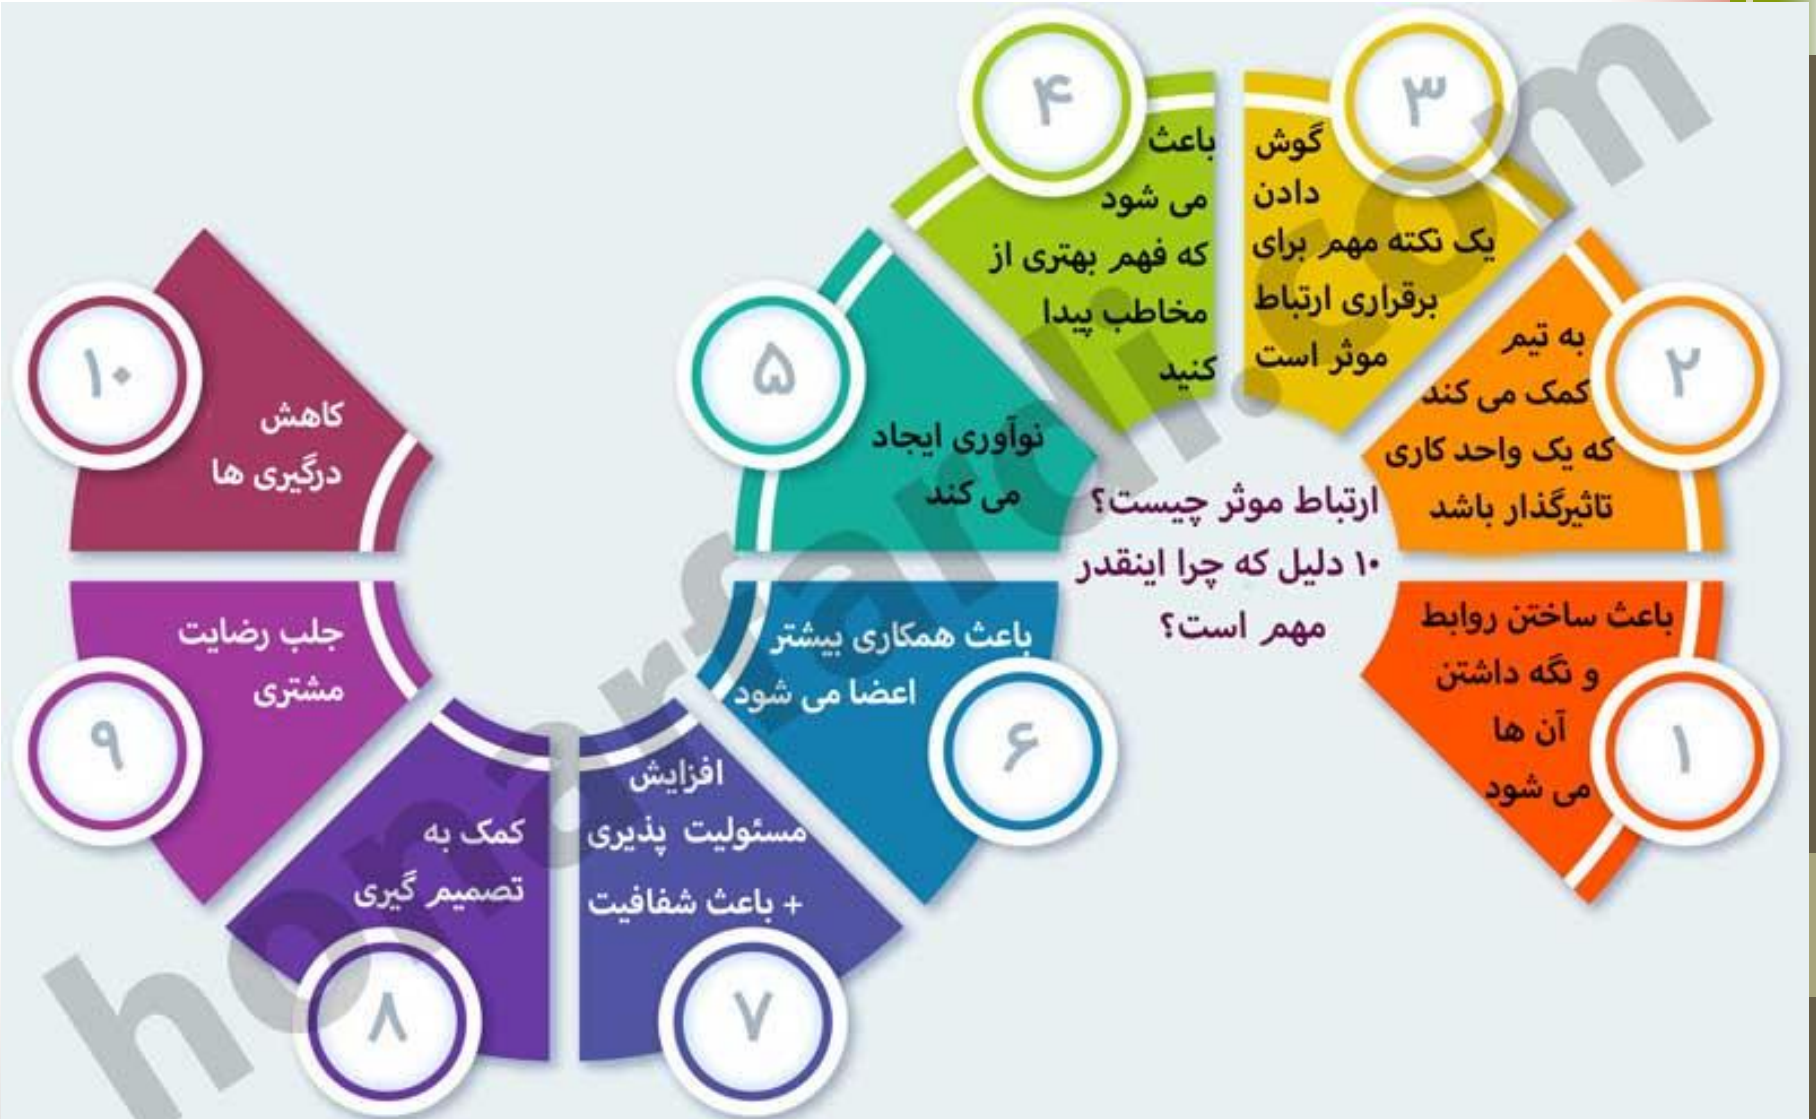 ارتباط موثر چیست؟
۱۰ دلیل که چرا اینقدر
مهم است؟
۱
باعث ساختن روابط
و نگه داشتن
آن ها
می شود
۲
به تیم
کمک می کند
که یک واحد کاری
تاثیرگذار باشد
۳
گوش
دادن
یک نکته مهم برای
برقراری ارتباط
موثر است
۴
باعث
می شود
که فهم بهتری از
مخاطب پیدا
کنید
۵
نوآوری ایجاد
می کند
۶
باعث همکاری بیشتر
اعضا می شود
۷
افزایش
مسئولیت پذیری
+ باعث شفافیت
۸
کمک به
تصمیم گیری
۹
جلب رضایت
مشتری
۱۰
کاهش
درگیری ها
honarfardi.com